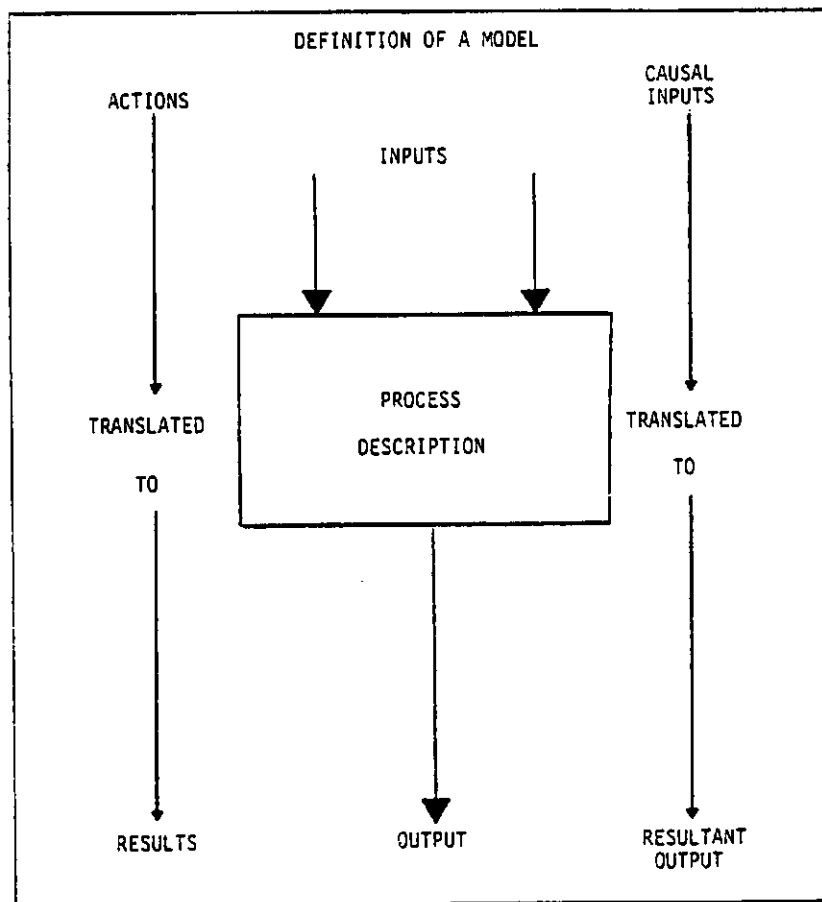 DEFINITION OF A MODEL
ACTIONS
CAUSAL
INPUTS
INPUTS
PROCESS
DESCRIPTION
TRANSLATED
TO
TRANSLATED
TO
RESULTS
OUTPUT
RESULTANT
OUTPUT